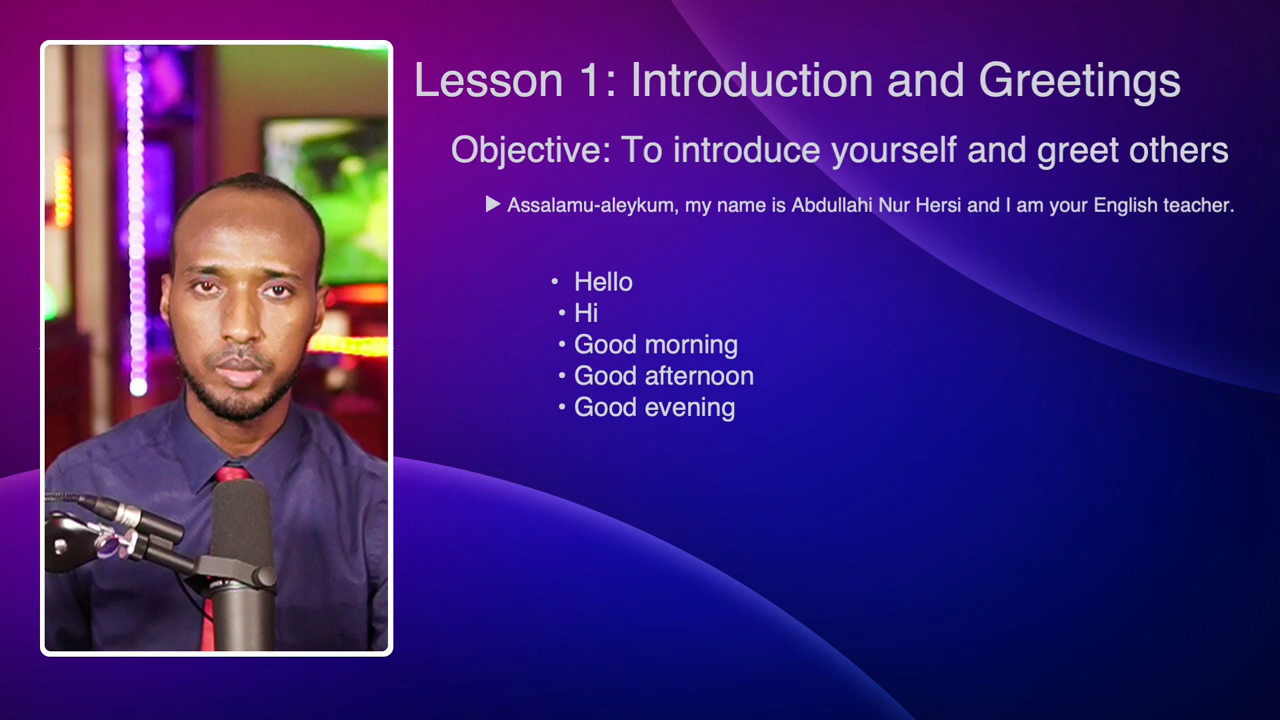 Lesson 1: Introduction and Greetings
Objective: To introduce yourself and greet others
▶ Assalamu-aleykum, my name is Abdullahi Nur Hersi and I am your English teacher.
• Hello
• Hi
• Good morning
• Good afternoon
• Good evening